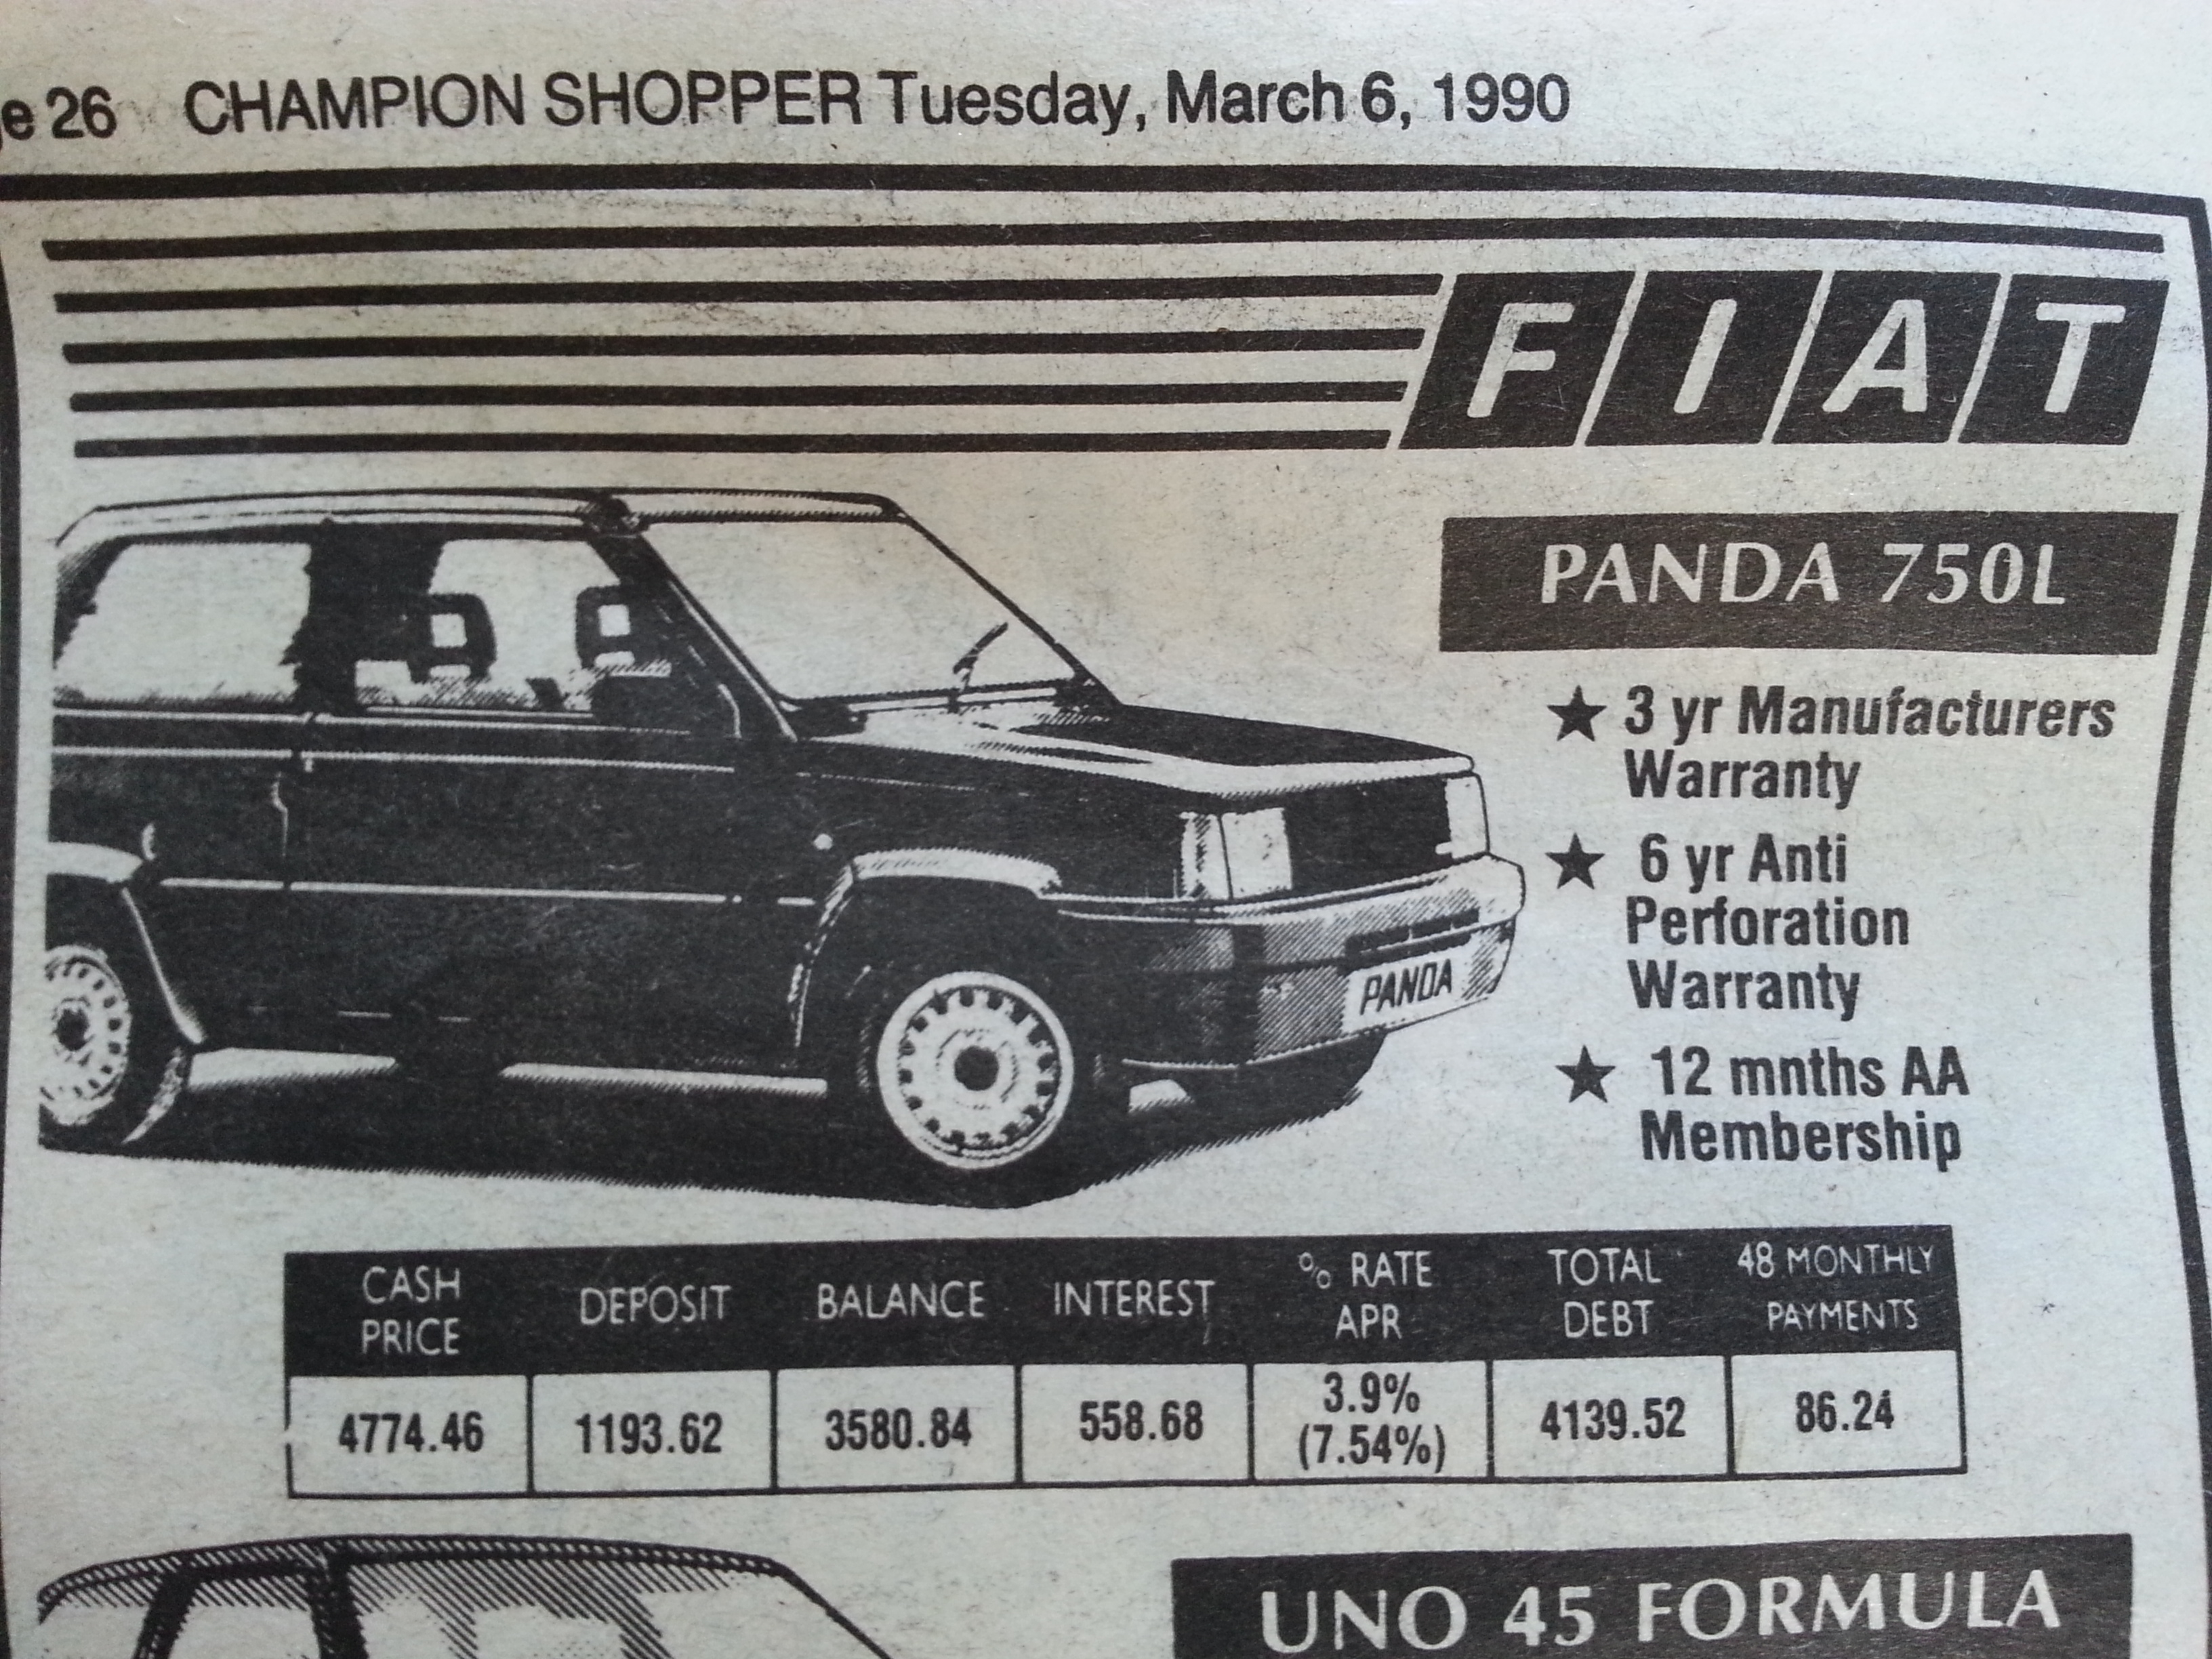 e 26 CHAMPION SHOPPER Tuesday, March 6, 1990
FIAT
PANDA 750L
★ 3 yr Manufacturers
Warranty
★ 6 yr Anti
Perforation
Warranty
★ 12 mnths AA
Membership
PANDA
CASH PRICE DEPOSIT BALANCE INTEREST % RATE APR TOTAL DEBT 48 MONTHLY PAYMENTS
4774.46 1193.62 3580.84 558.68 3.9% (7.54%) 4139.52 86.24
UNO 45 FORMULA